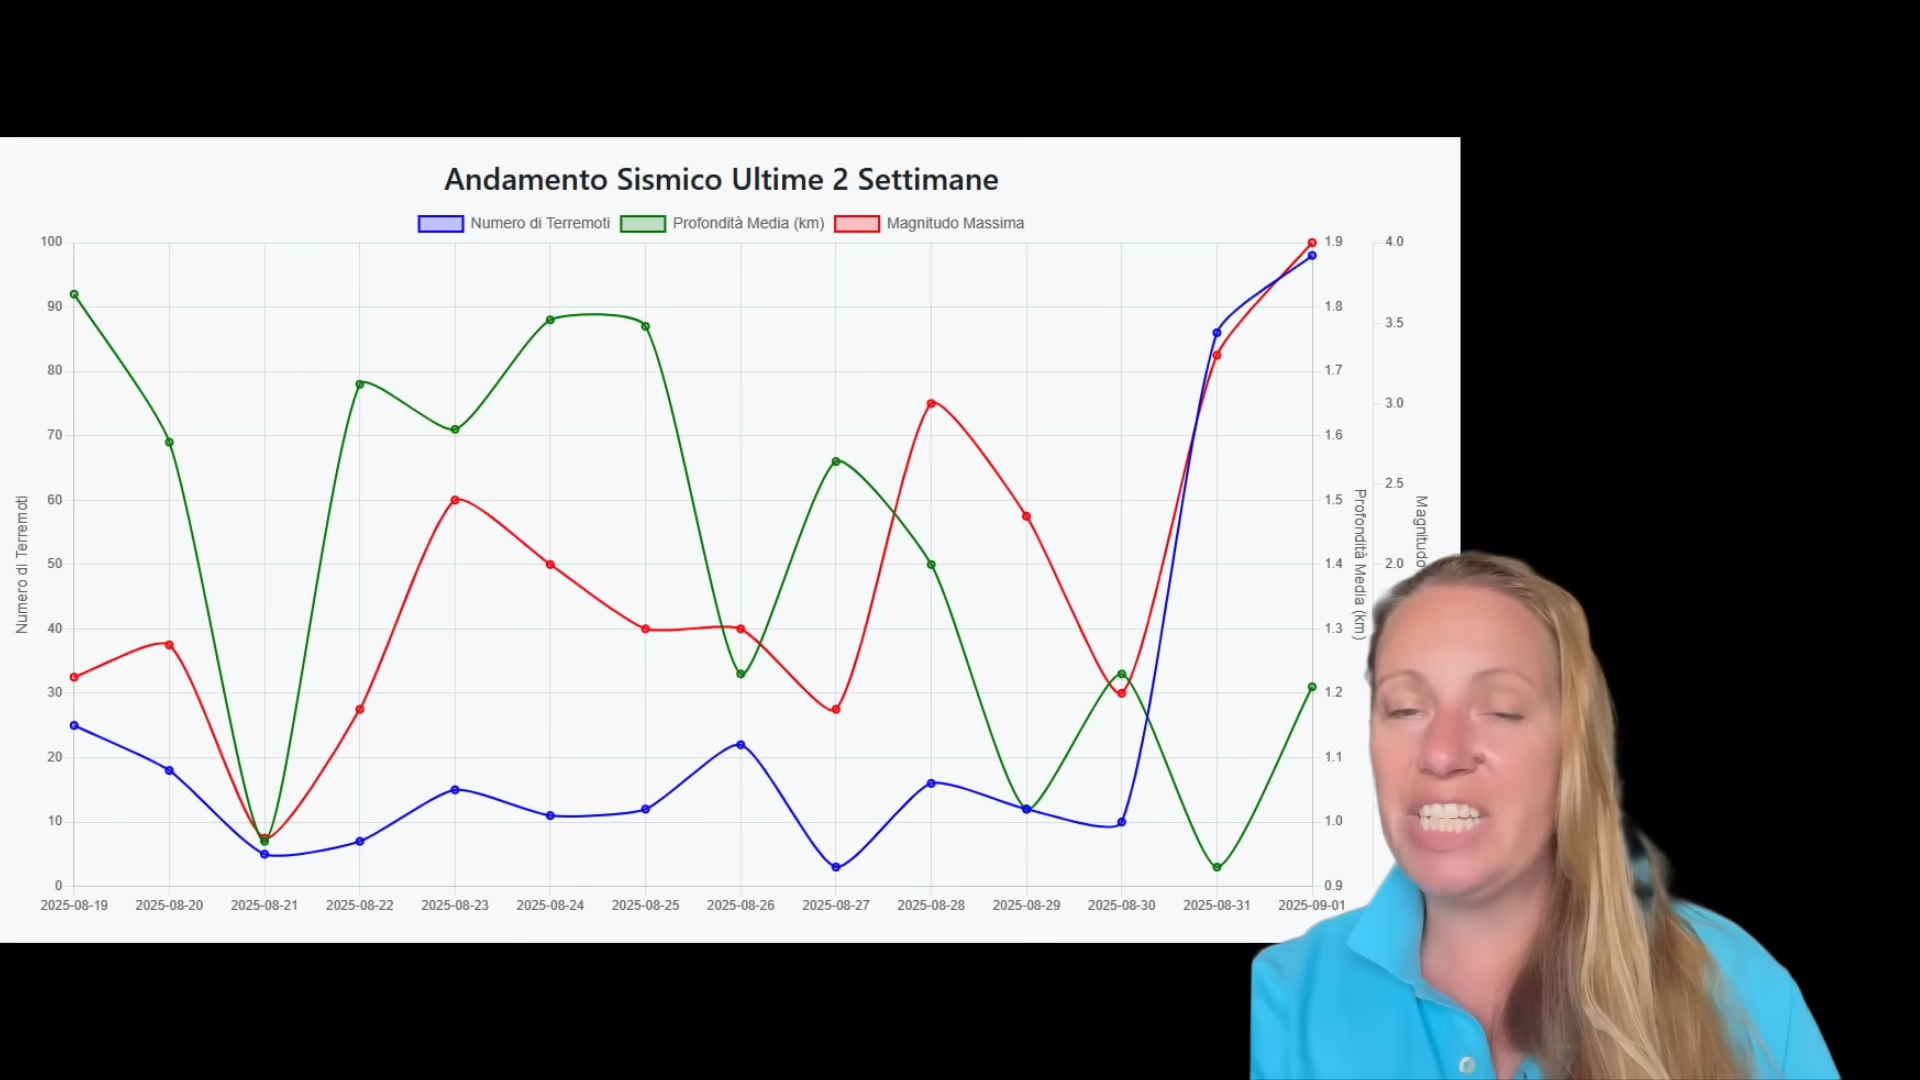 Andamento Sismico Ultime 2 Settimane
Numero di Terremoti Profondità Media (km) Magnitudo Massima
100 1.9 4.0
90 1.8 3.5
80 1.7
70 1.6 3.0
60 1.5 2.5
50 1.4 2.0
40 1.3
30 1.2
20 1.1
10 1.0
0 0.9
Numero di Terremoti
Profondità Media (km)
Magnitudo
2025-08-19 2025-08-20 2025-08-21 2025-08-22 2025-08-23 2025-08-24 2025-08-25 2025-08-26 2025-08-27 2025-08-28 2025-08-29 2025-08-30 2025-08-31 2025-09-01